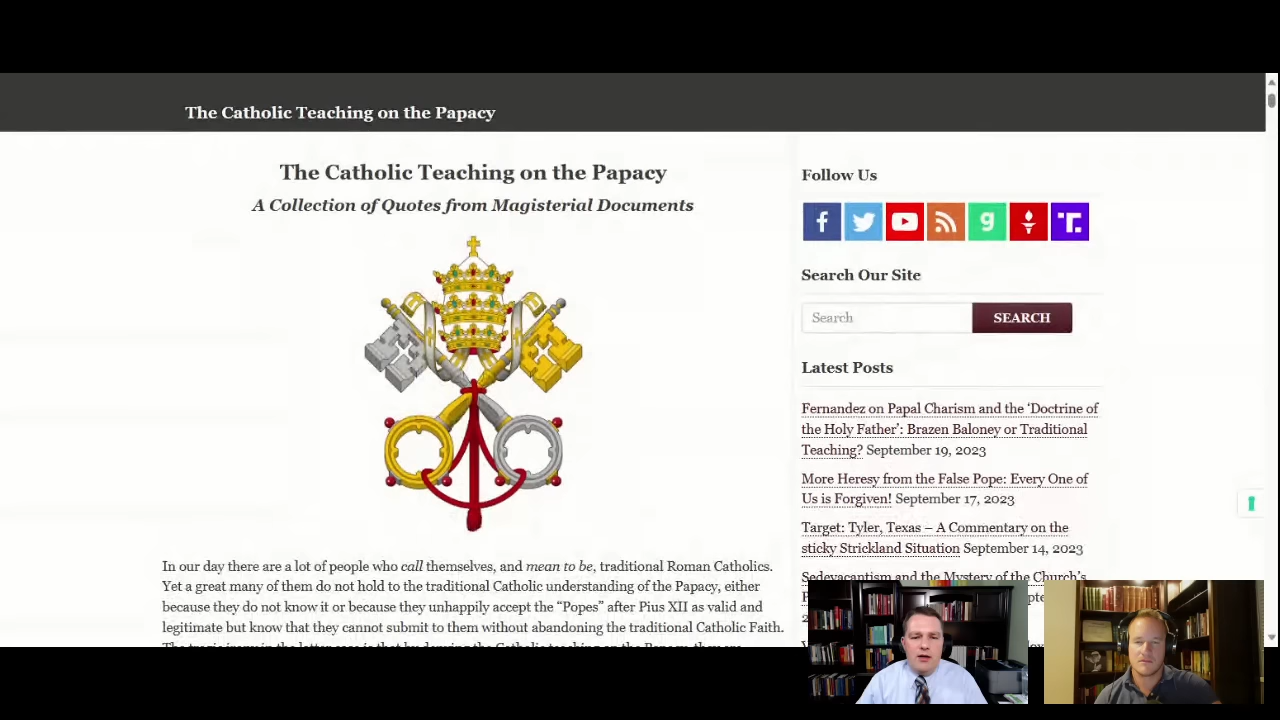 The Catholic Teaching on the Papacy
The Catholic Teaching on the Papacy
A Collection of Quotes from Magisterial Documents
In our day there are a lot of people who call themselves, and mean to be, traditional Roman Catholics.
Yet a great many of them do not hold to the traditional Catholic understanding of the Papacy, either
because they do not know it or because they unhappily accept the “Popes” after Pius XII as valid and
legitimate but know that they cannot submit to them without abandoning the traditional Catholic Faith.
Follow Us
Search Our Site
Search
SEARCH
Latest Posts
Fernandez on Papal Charism and the ‘Doctrine of
the Holy Father’: Brazen Baloney or Traditional
Teaching? September 19, 2023
More Heresy from the False Pope: Every One of
Us is Forgiven! September 17, 2023
Target: Tyler, Texas – A Commentary on the
sticky Strickland Situation September 14, 2023
Sedevacantism and the Mystery of the Church’s